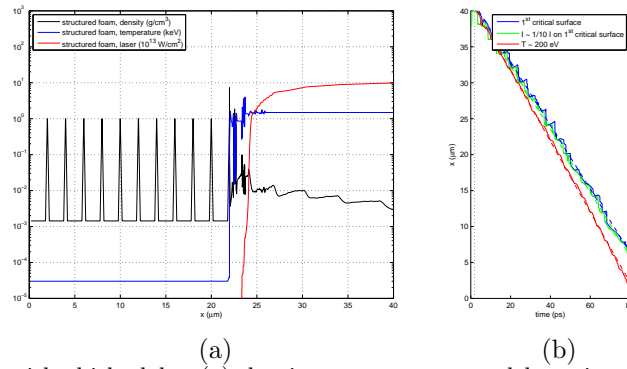 structured foam, density (g/cm³)
structured foam, temperature (keV)
structured foam, laser (10¹³ W/cm²)
10³
10²
10¹
10⁰
10⁻¹
10⁻²
10⁻³
10⁻⁴
10⁻⁵
0 5 10 15 20 25 30 35 40
x (μm)
(a)
1ˢᵗ critical surface
I ~ 1/10 I on 1ˢᵗ critical surface
T ~ 200 eV
40
35
30
25
20
15
10
5
0
x (μm)
0 20 40 60 80
time (ps)
(b)